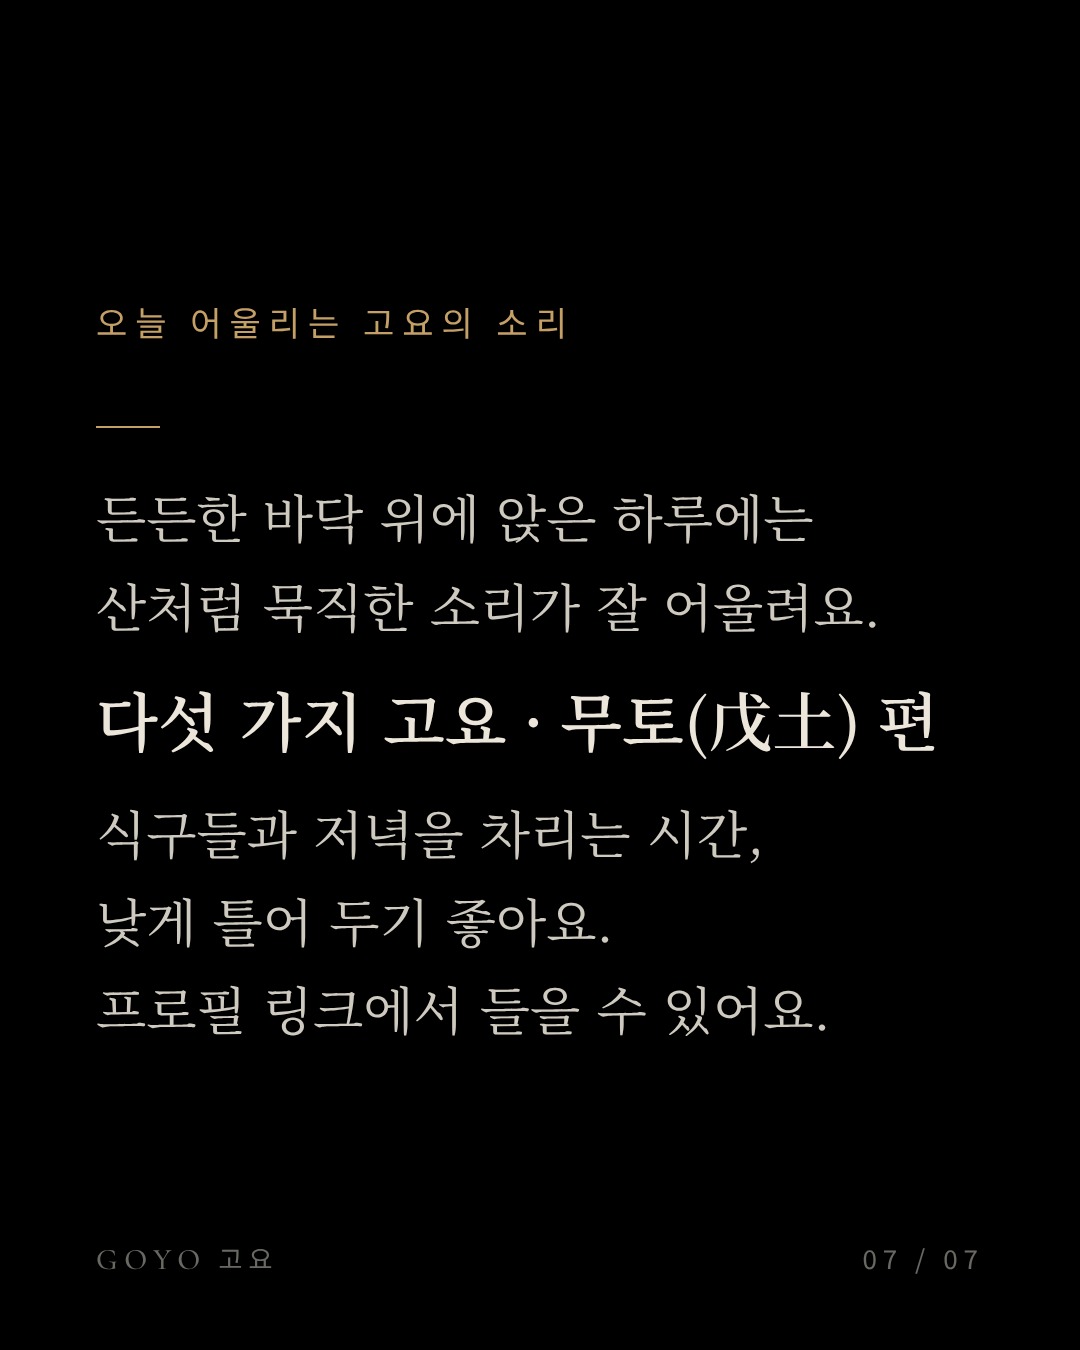 오늘 어울리는 고요의 소리
든든한 바닥 위에 앉은 하루에는
산처럼 묵직한 소리가 잘 어울려요.
다섯 가지 고요 · 무토(戊土) 편
식구들과 저녁을 차리는 시간,
낮게 틀어 두기 좋아요.
프로필 링크에서 들을 수 있어요.
GOYO 고요
07 / 07